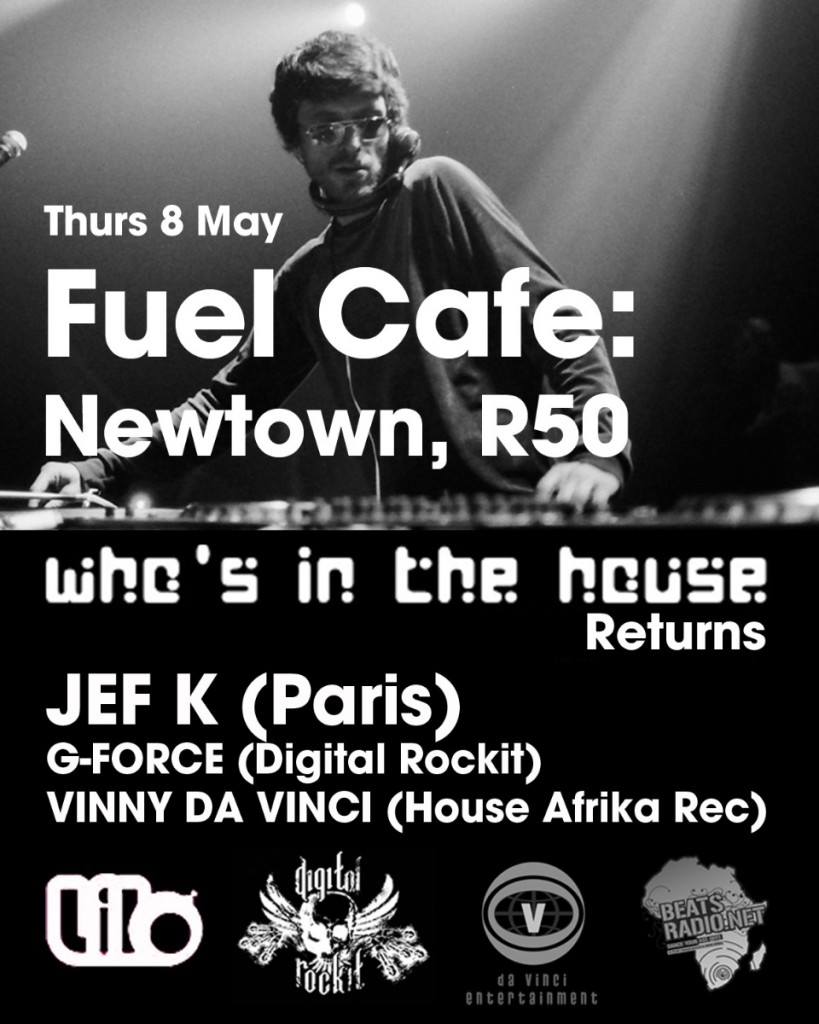 Thurs 8 May
Fuel Cafe:
Newtown, R50
who's in the house
Returns
JEF K (Paris)
G-FORCE (Digital Rockit)
VINNY DA VINCI (House Afrika Rec)
digital
rockit
V
da vinci
entertainment
BEATS
RADIO.NET